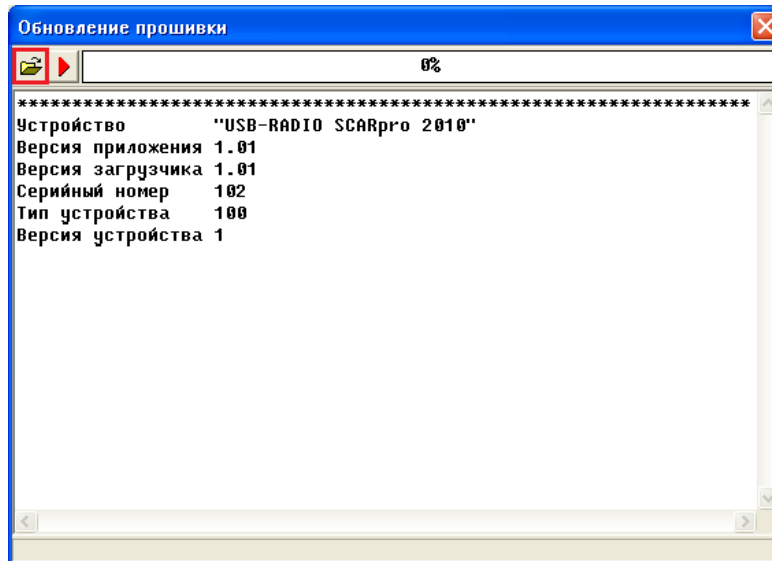 Обновление прошивки
0%
*******************************************************************
Устройство "USB-RADIO SCARpro 2010"
Версия приложения 1.01
Версия загрузчика 1.01
Серийный номер 102
Тип устройства 100
Версия устройства 1